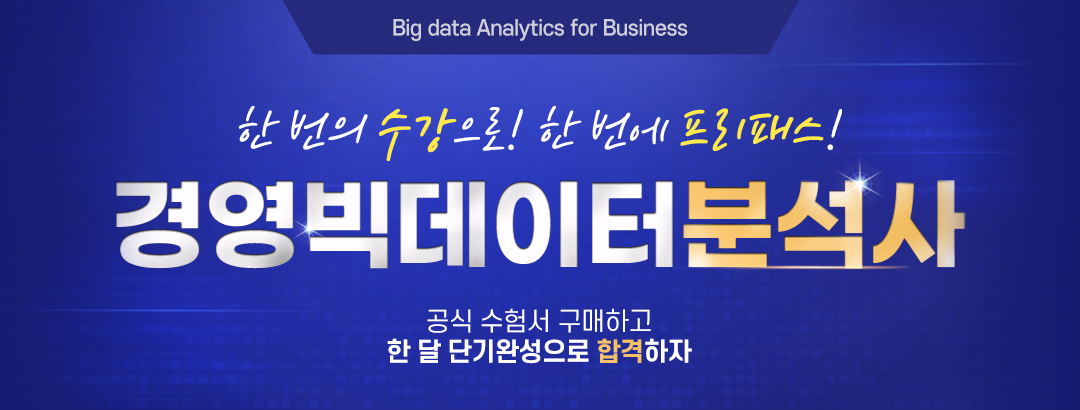 Big data Analytics for Business
한 번의 수강으로! 한 번에 프리패스!
경영빅데이터분석사
공식 수험서 구매하고
한 달 단기완성으로 합격하자